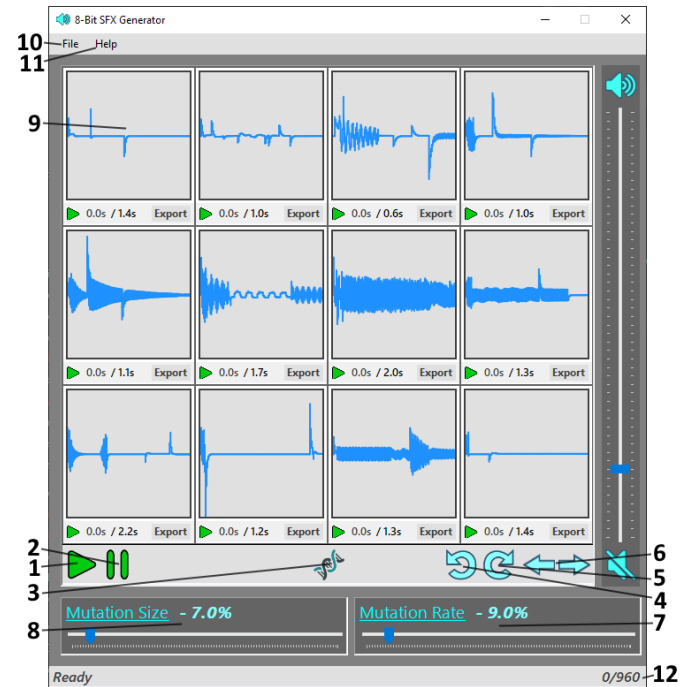 8-Bit SFX Generator
10 File Help
11
9
0.0s / 1.4s Export 0.0s / 1.0s Export 0.0s / 0.6s Export 0.0s / 1.0s Export
0.0s / 1.1s Export 0.0s / 1.7s Export 0.0s / 2.0s Export 0.0s / 1.3s Export
0.0s / 2.2s Export 0.0s / 1.2s Export 0.0s / 1.3s Export 0.0s / 1.4s Export
2 6
1 5
3 4
Mutation Size - 7.0% Mutation Rate - 9.0%
8 7
Ready 0/960 12